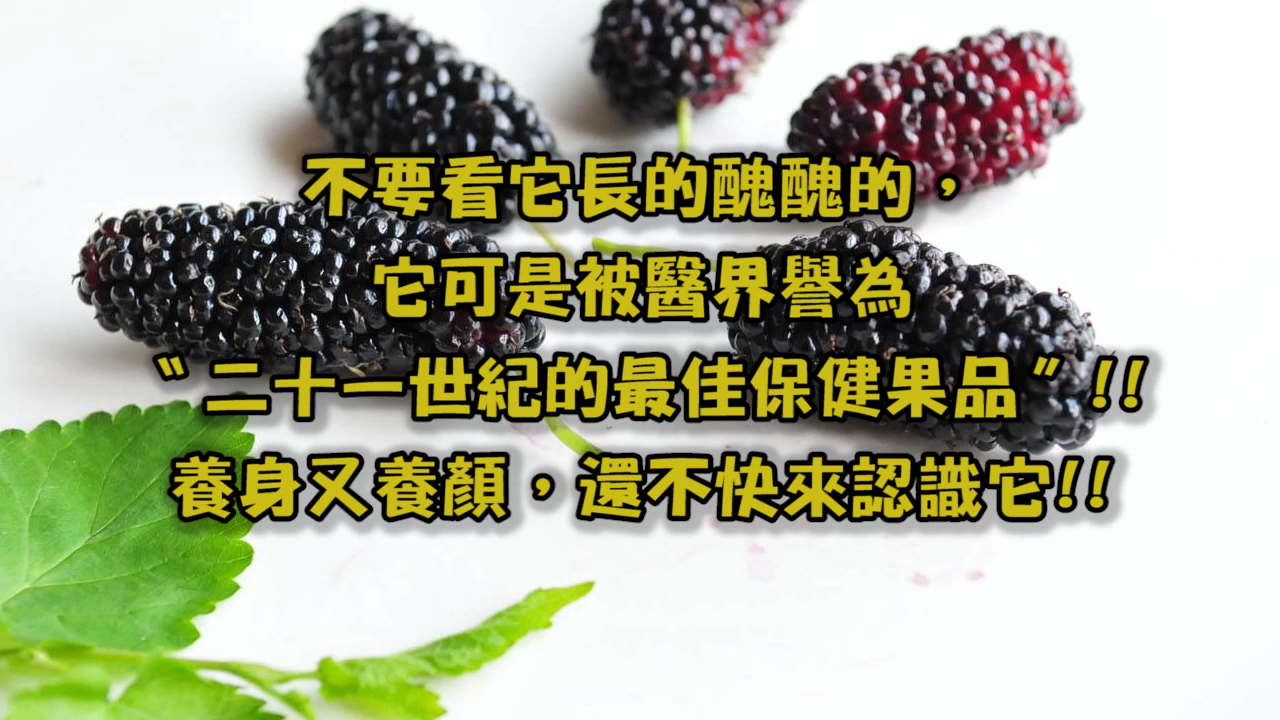 不要看它長的醜醜的，
它可是被醫界譽為
〝二十一世紀的最佳保健果品〞!!
養身又養顏，還不快來認識它!!